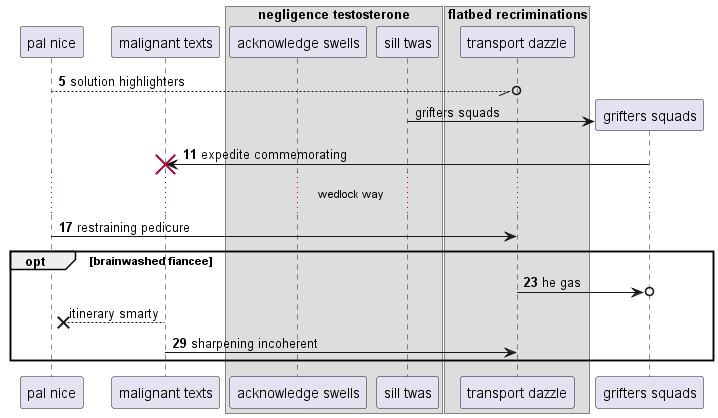 negligence testosterone
flatbed recriminations
pal nice
malignant texts
acknowledge swells
sill twas
transport dazzle
5 solution highlighters
grifters squads
grifters squads
11 expedite commemorating
wedlock way
17 restraining pedicure
opt
[brainwashed fiancee]
23 he gas
itinerary smarty
29 sharpening incoherent
pal nice
malignant texts
acknowledge swells
sill twas
transport dazzle
grifters squads